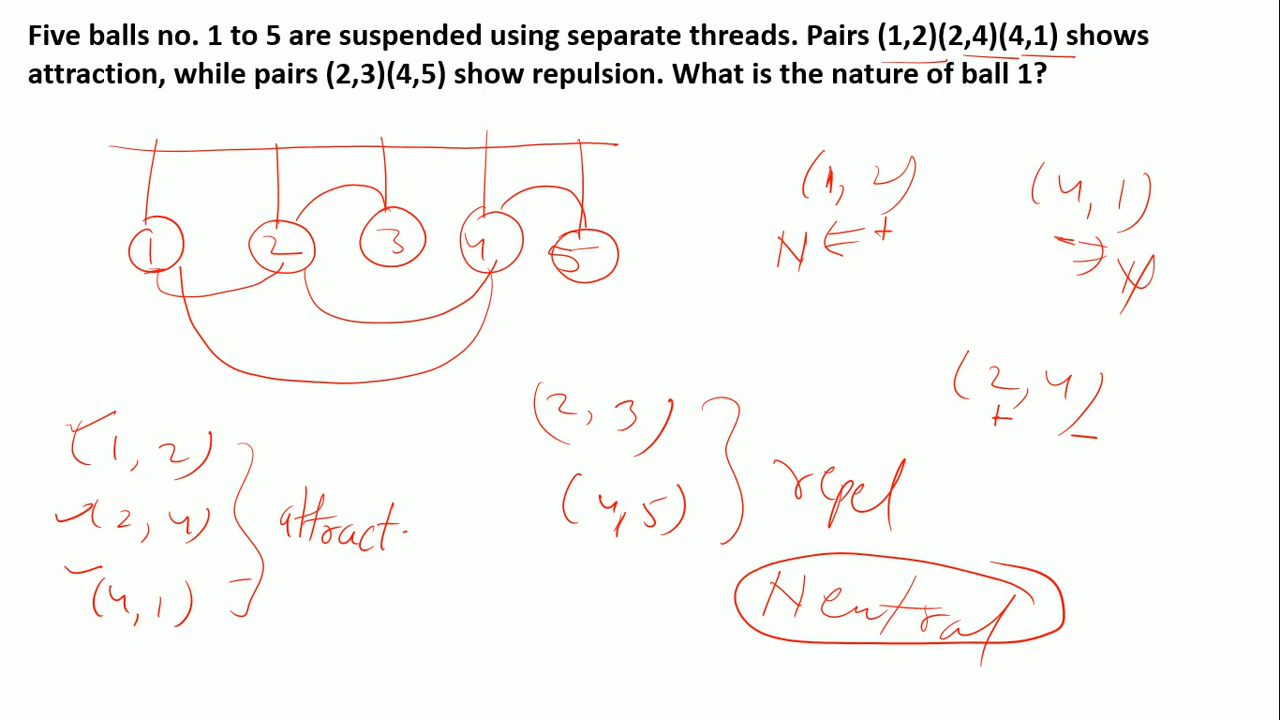 Five balls no. 1 to 5 are suspended using separate threads. Pairs (1,2)(2,4)(4,1) shows
attraction, while pairs (2,3)(4,5) show repulsion. What is the nature of ball 1?
(1, 2) (4, 1)
N ⇐ + - ⇒ N
1 2 3 4 5
(2, 4)
+ -
(1, 2)
(2, 4)
(4, 1)
attract.
(2, 3)
(4, 5)
repel
Neutral